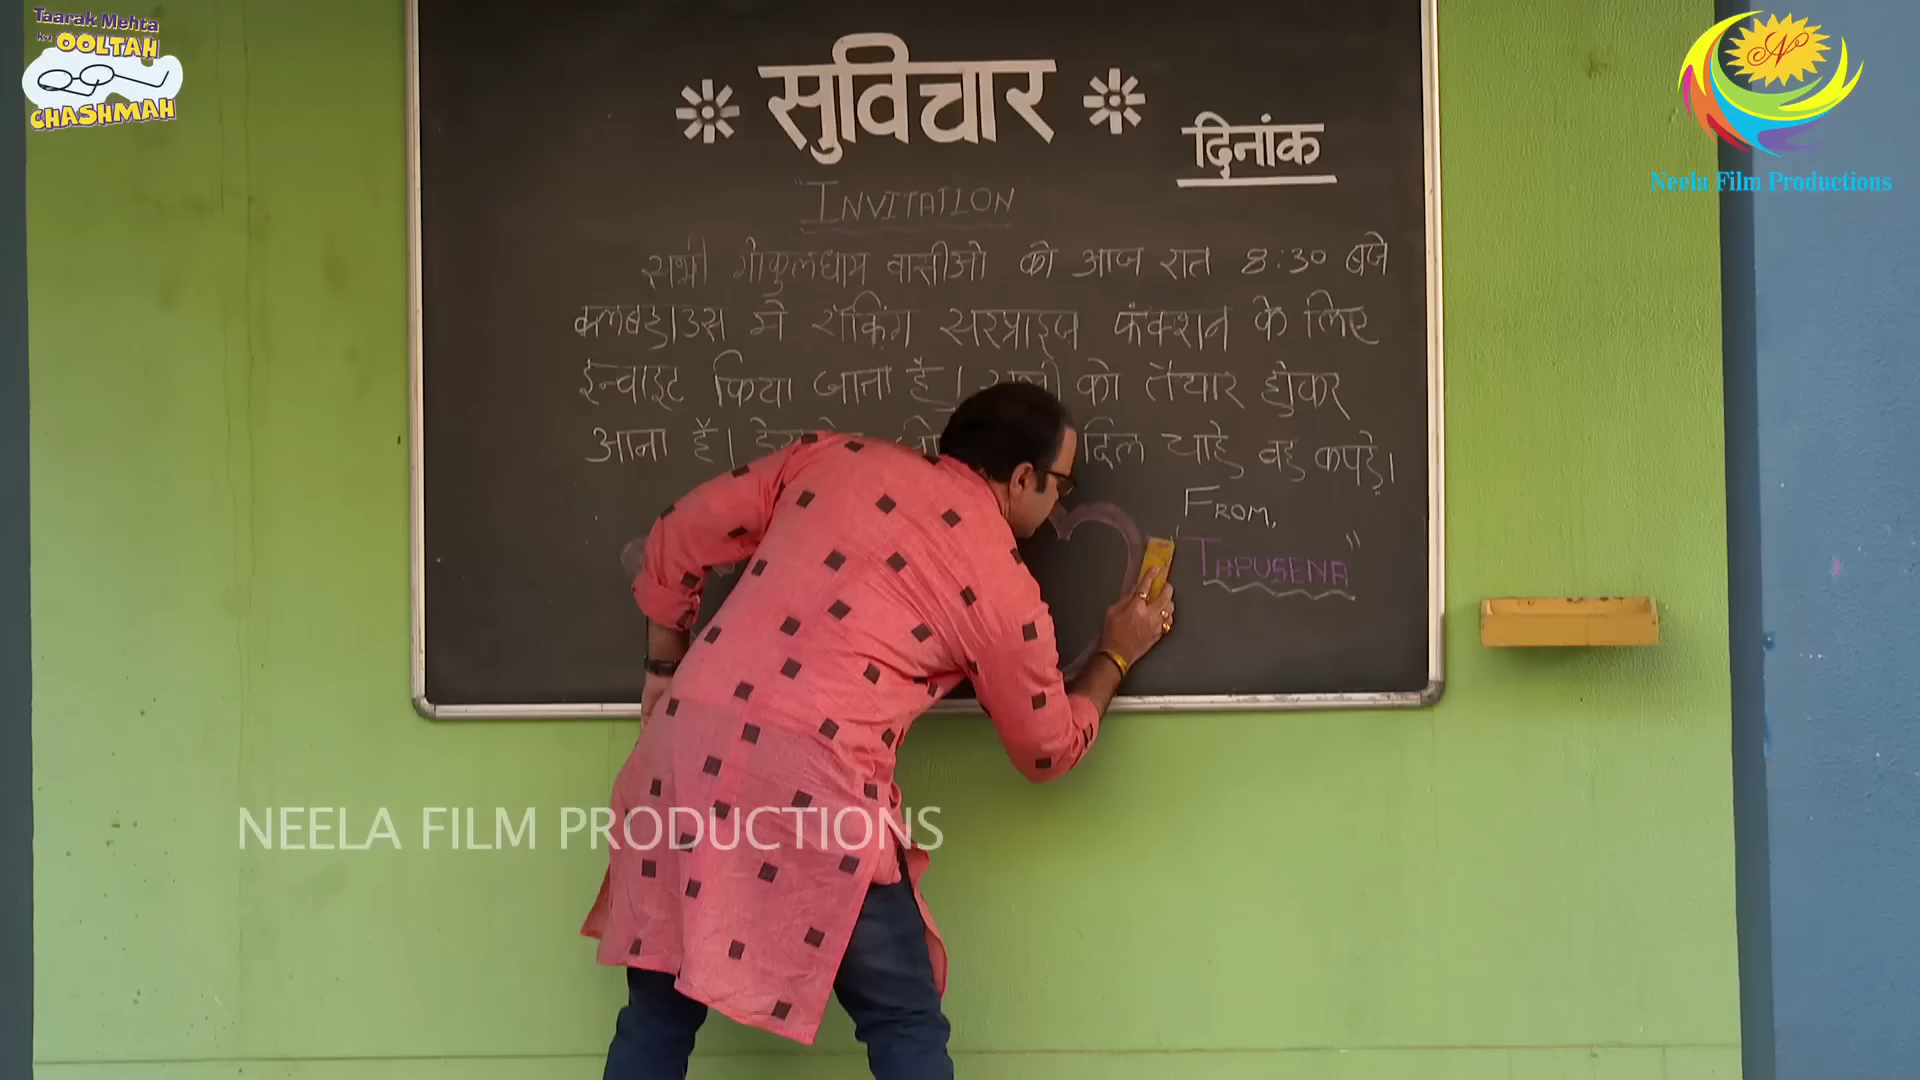 Taarak Mehta
ka OOLTAH
CHASHMAH
Neela Film Productions
सुविचार
दिनांक
"INVITATION
सभी गोकुलधाम वासीओ को आज रात 8:30 बजे
क्लबहाउस मे रॉकिंग सरप्राइज फंक्शन के लिए
इन्वाइट किया जाता है। को तैयार होकर
आना है। दिल चाहे वह कपड़े।
FROM,
"TAPUSENA"
NEELA FILM PRODUCTIONS